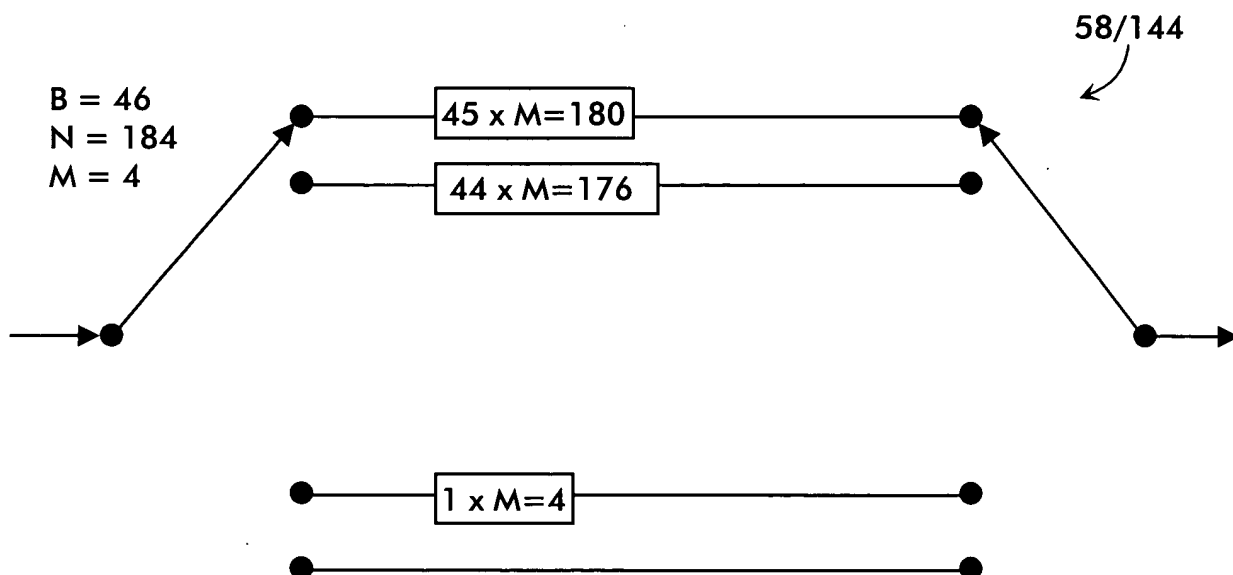 58/144
B = 46
N = 184
M = 4
45 x M=180
44 x M=176
1 x M=4